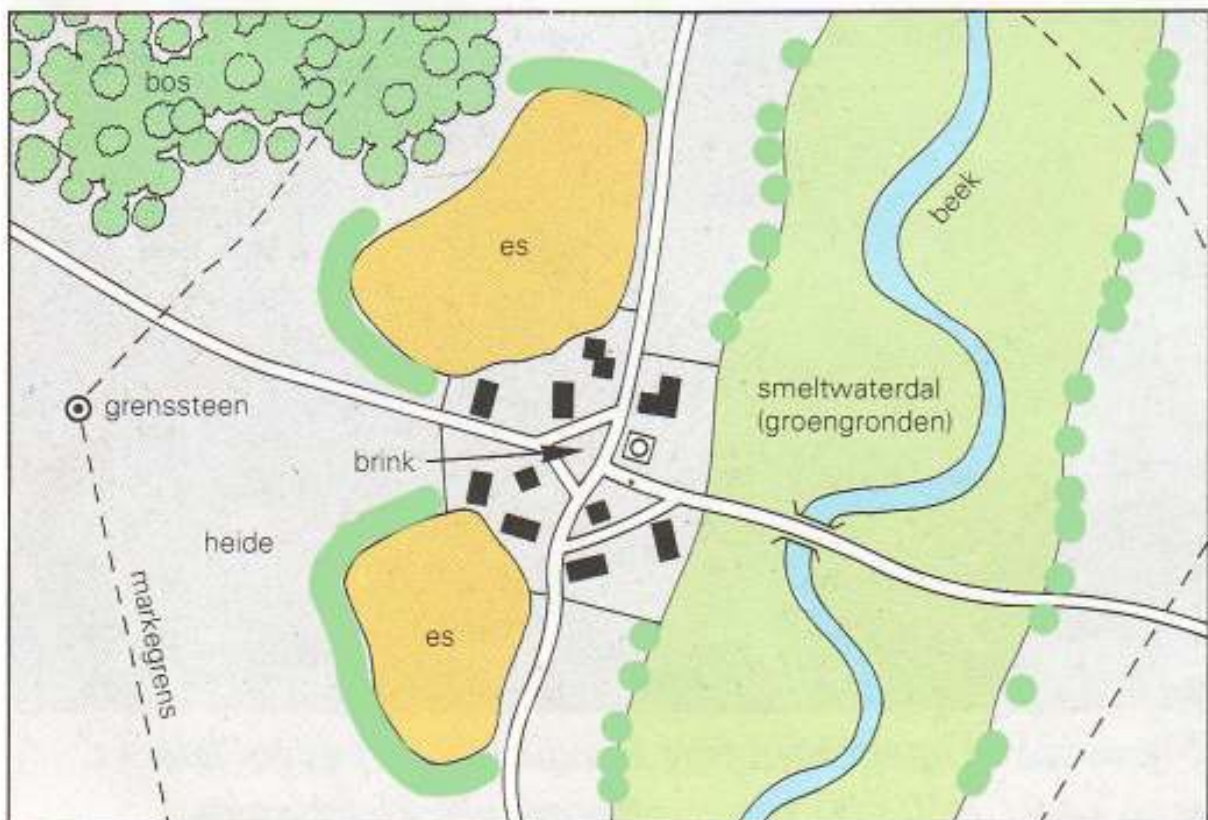 bos
es
beek
smeltwaterdal
(groengronden)
grenssteen
brink
heide
markegrens
es